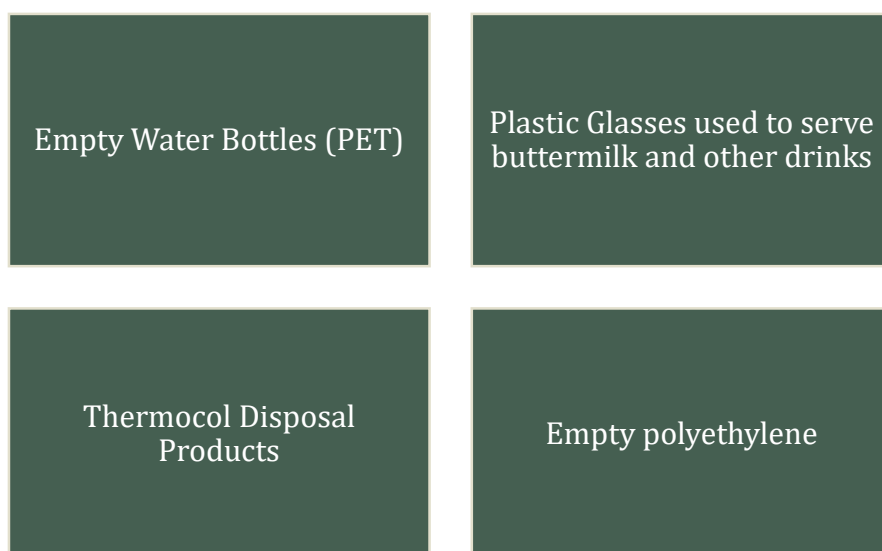 Empty Water Bottles (PET)
Plastic Glasses used to serve
buttermilk and other drinks
Thermocol Disposal
Products
Empty polyethylene